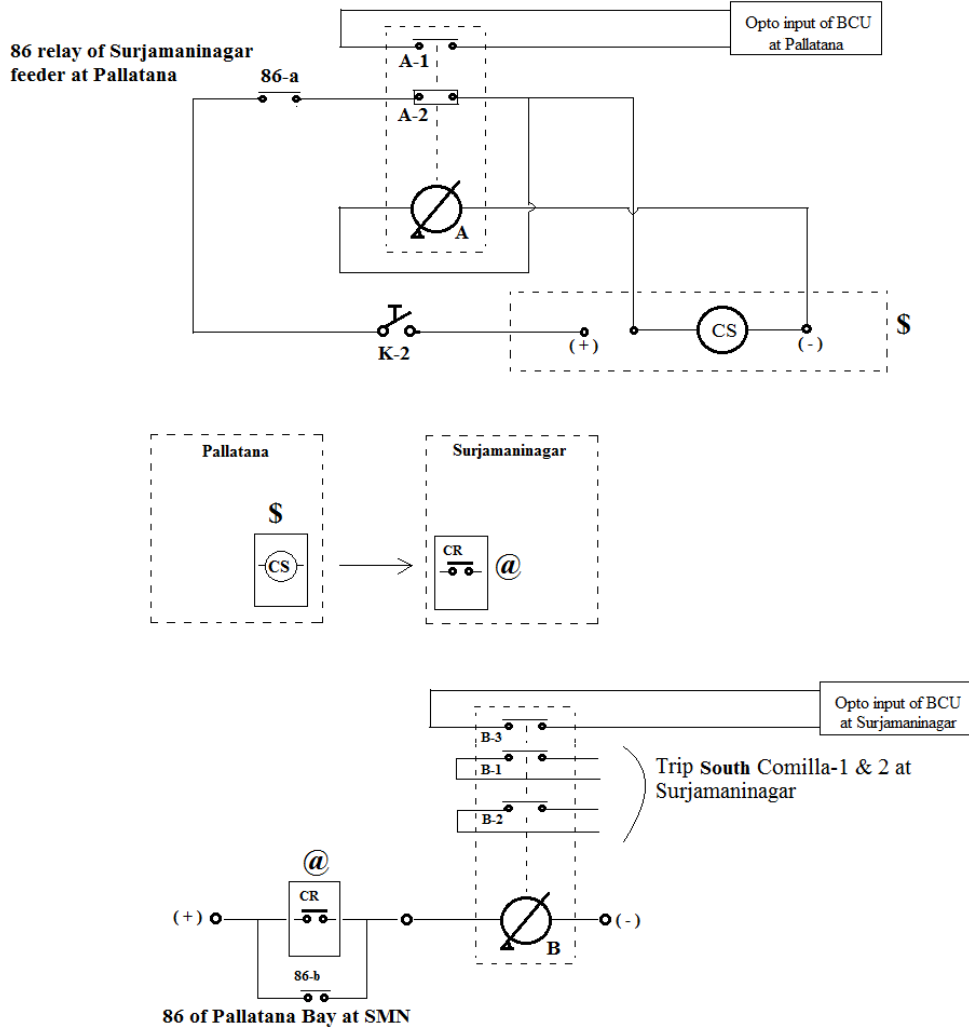 Opto input of BCU
at Pallatana
86 relay of Surjamaninagar
feeder at Pallatana
A-1
86-a
A-2
A
K-2
(+)
CS
(-)
$
Pallatana
Surjamaninagar
$
CS
CR
@
Opto input of BCU
at Surjamaninagar
B-3
B-1
B-2
Trip South Comilla-1 & 2 at
Surjamaninagar
@
CR
(+)
(-)
B
86-b
86 of Pallatana Bay at SMN